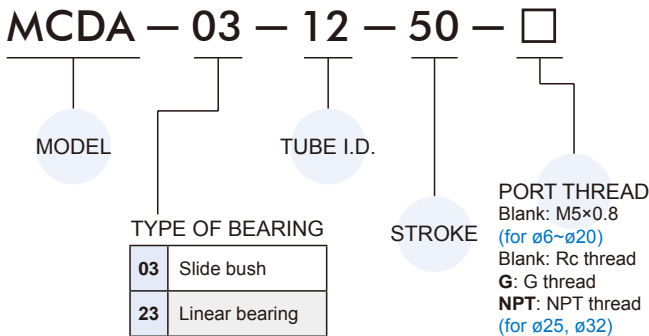 MCDA – 03 – 12 – 50 – □
MODEL
TUBE I.D.
TYPE OF BEARING
03 Slide bush
23 Linear bearing
STROKE
PORT THREAD
Blank: M5×0.8
(for ø6~ø20)
Blank: Rc thread
G: G thread
NPT: NPT thread
(for ø25, ø32)